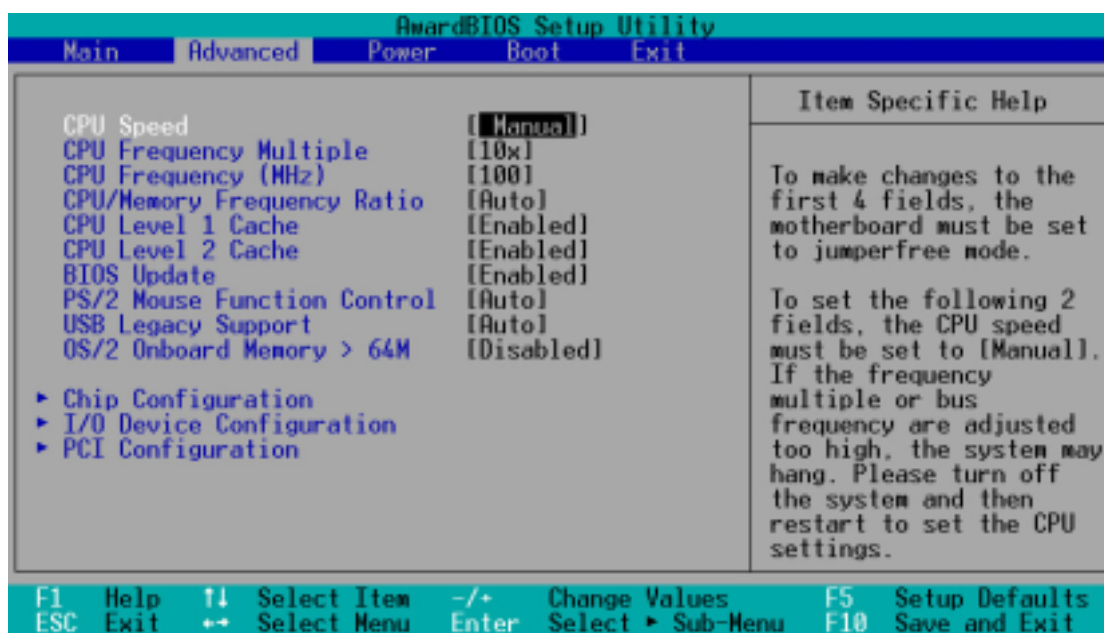 AwardBIOS Setup Utility
Main Advanced Power Boot Exit
CPU Speed [ Manual]
CPU Frequency Multiple [10x]
CPU Frequency (MHz) [100]
CPU/Memory Frequency Ratio [Auto]
CPU Level 1 Cache [Enabled]
CPU Level 2 Cache [Enabled]
BIOS Update [Enabled]
PS/2 Mouse Function Control [Auto]
USB Legacy Support [Auto]
OS/2 Onboard Memory > 64M [Disabled]
▸ Chip Configuration
▸ I/O Device Configuration
▸ PCI Configuration
Item Specific Help
To make changes to the
first 4 fields, the
motherboard must be set
to jumperfree mode.
To set the following 2
fields, the CPU speed
must be set to [Manual].
If the frequency
multiple or bus
frequency are adjusted
too high, the system may
hang. Please turn off
the system and then
restart to set the CPU
settings.
F1 Help ↑↓ Select Item -/+ Change Values F5 Setup Defaults
ESC Exit ←→ Select Menu Enter Select ▸ Sub-Menu F10 Save and Exit